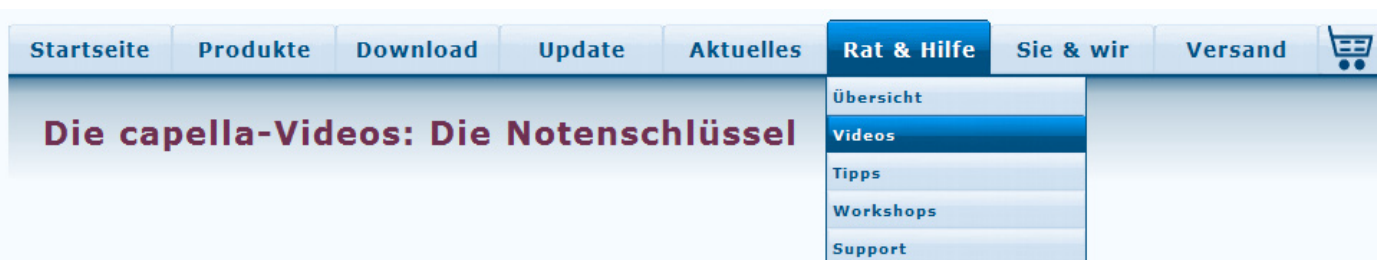 Startseite Produkte Download Update Aktuelles Rat & Hilfe Sie & wir Versand
Übersicht
Die capella-Videos: Die Notenschlüssel
Videos
Tipps
Workshops
Support